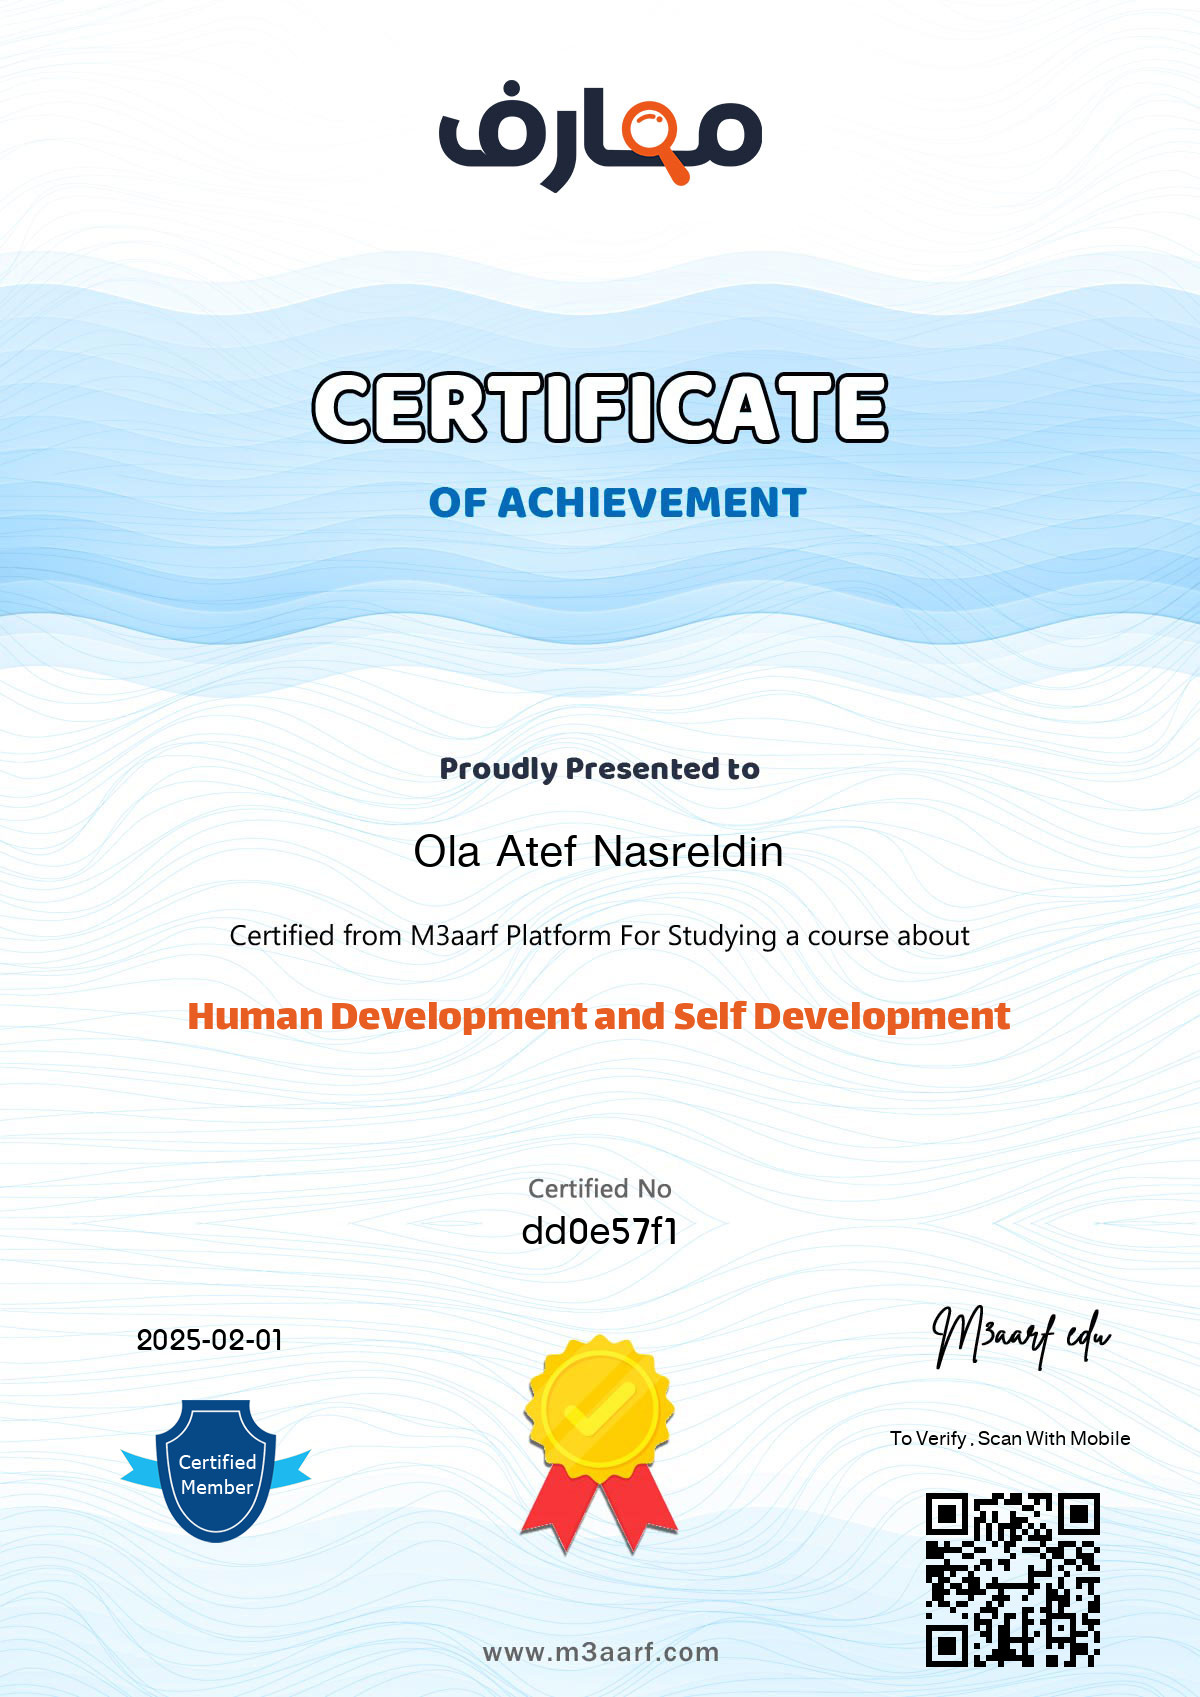 معارف
CERTIFICATE
OF ACHIEVEMENT
Proudly Presented to
Ola Atef Nasreldin
Certified from M3aarf Platform For Studying a course about
Human Development and Self Development
Certified No
dd0e57f1
2025-02-01
M3aarf edu
Certified
Member
To Verify , Scan With Mobile
www.m3aarf.com